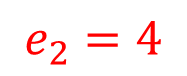 e₂ = 4